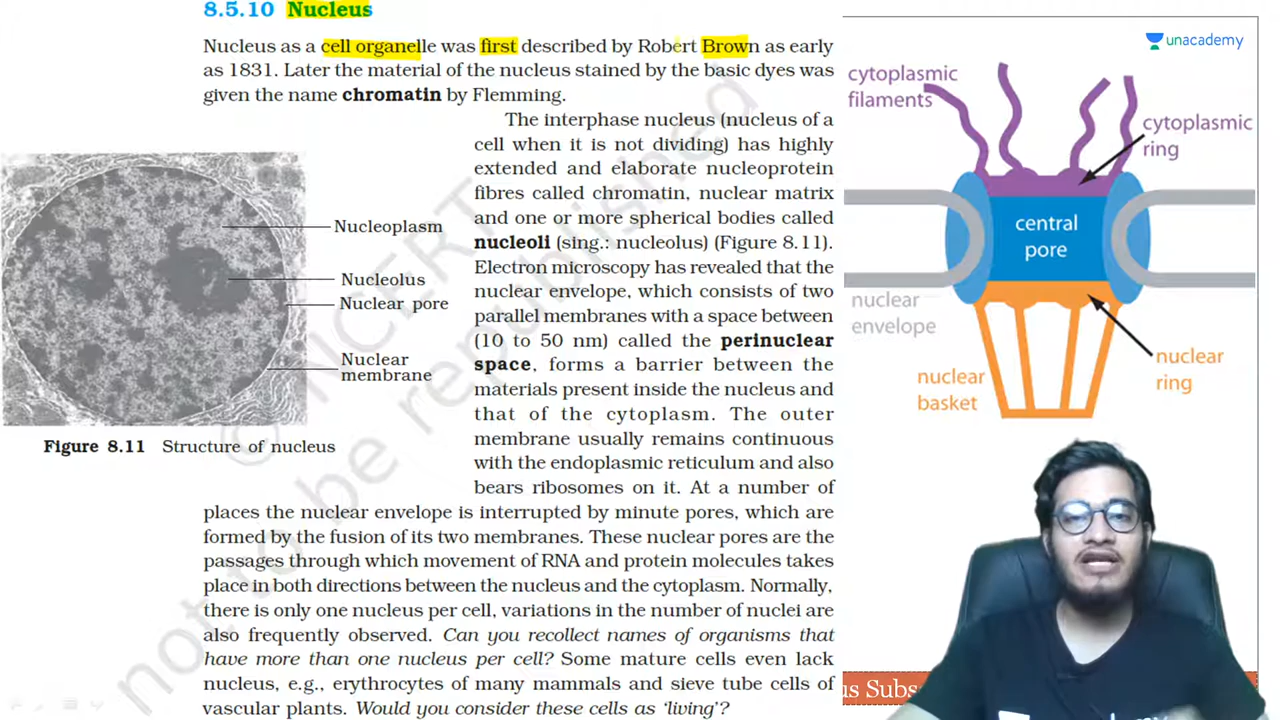 8.5.10 Nucleus
Nucleus as a cell organelle was first described by Robert Brown as early
as 1831. Later the material of the nucleus stained by the basic dyes was
given the name chromatin by Flemming.
The interphase nucleus (nucleus of a
cell when it is not dividing) has highly
extended and elaborate nucleoprotein
fibres called chromatin, nuclear matrix
and one or more spherical bodies called
nucleoli (sing.: nucleolus) (Figure 8.11).
Electron microscopy has revealed that the
nuclear envelope, which consists of two
parallel membranes with a space between
(10 to 50 nm) called the perinuclear
space, forms a barrier between the
materials present inside the nucleus and
that of the cytoplasm. The outer
membrane usually remains continuous
with the endoplasmic reticulum and also
bears ribosomes on it. At a number of
places the nuclear envelope is interrupted by minute pores, which are
formed by the fusion of its two membranes. These nuclear pores are the
passages through which movement of RNA and protein molecules takes
place in both directions between the nucleus and the cytoplasm. Normally,
there is only one nucleus per cell, variations in the number of nuclei are
also frequently observed. Can you recollect names of organisms that
have more than one nucleus per cell? Some mature cells even lack
nucleus, e.g., erythrocytes of many mammals and sieve tube cells of
vascular plants. Would you consider these cells as 'living'?
Nucleoplasm
Nucleolus
Nuclear pore
Nuclear
membrane
Figure 8.11 Structure of nucleus
© NCERT
not to be republished
unacademy
cytoplasmic
filaments
cytoplasmic
ring
central
pore
nuclear
envelope
nuclear
ring
nuclear
basket
us Subs